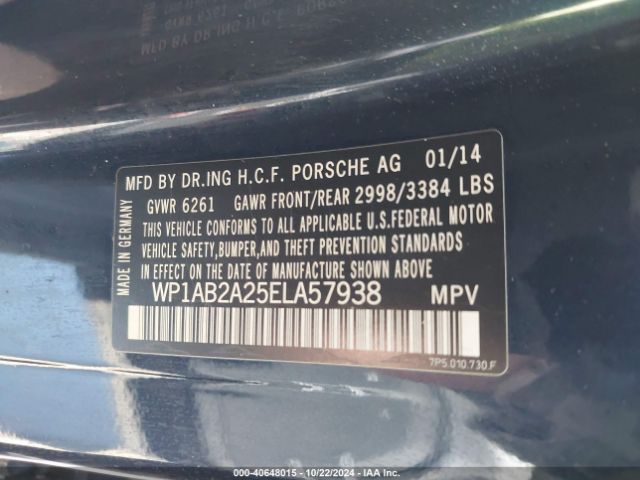 MFD BY DR.ING H.C.F. PORSCHE AG 01/14
GVWR 6261 GAWR FRONT/REAR 2998/3384 LBS
THIS VEHICLE CONFORMS TO ALL APPLICABLE U.S.FEDERAL MOTOR
VEHICLE SAFETY,BUMPER,AND THEFT PREVENTION STANDARDS
IN EFFECT ON THE DATE OF MANUFACTURE SHOWN ABOVE
WP1AB2A25ELA57938 MPV
7P5.010.730.F
MADE IN GERMANY
000-40648015 - 10/22/2024 - IAAI.com